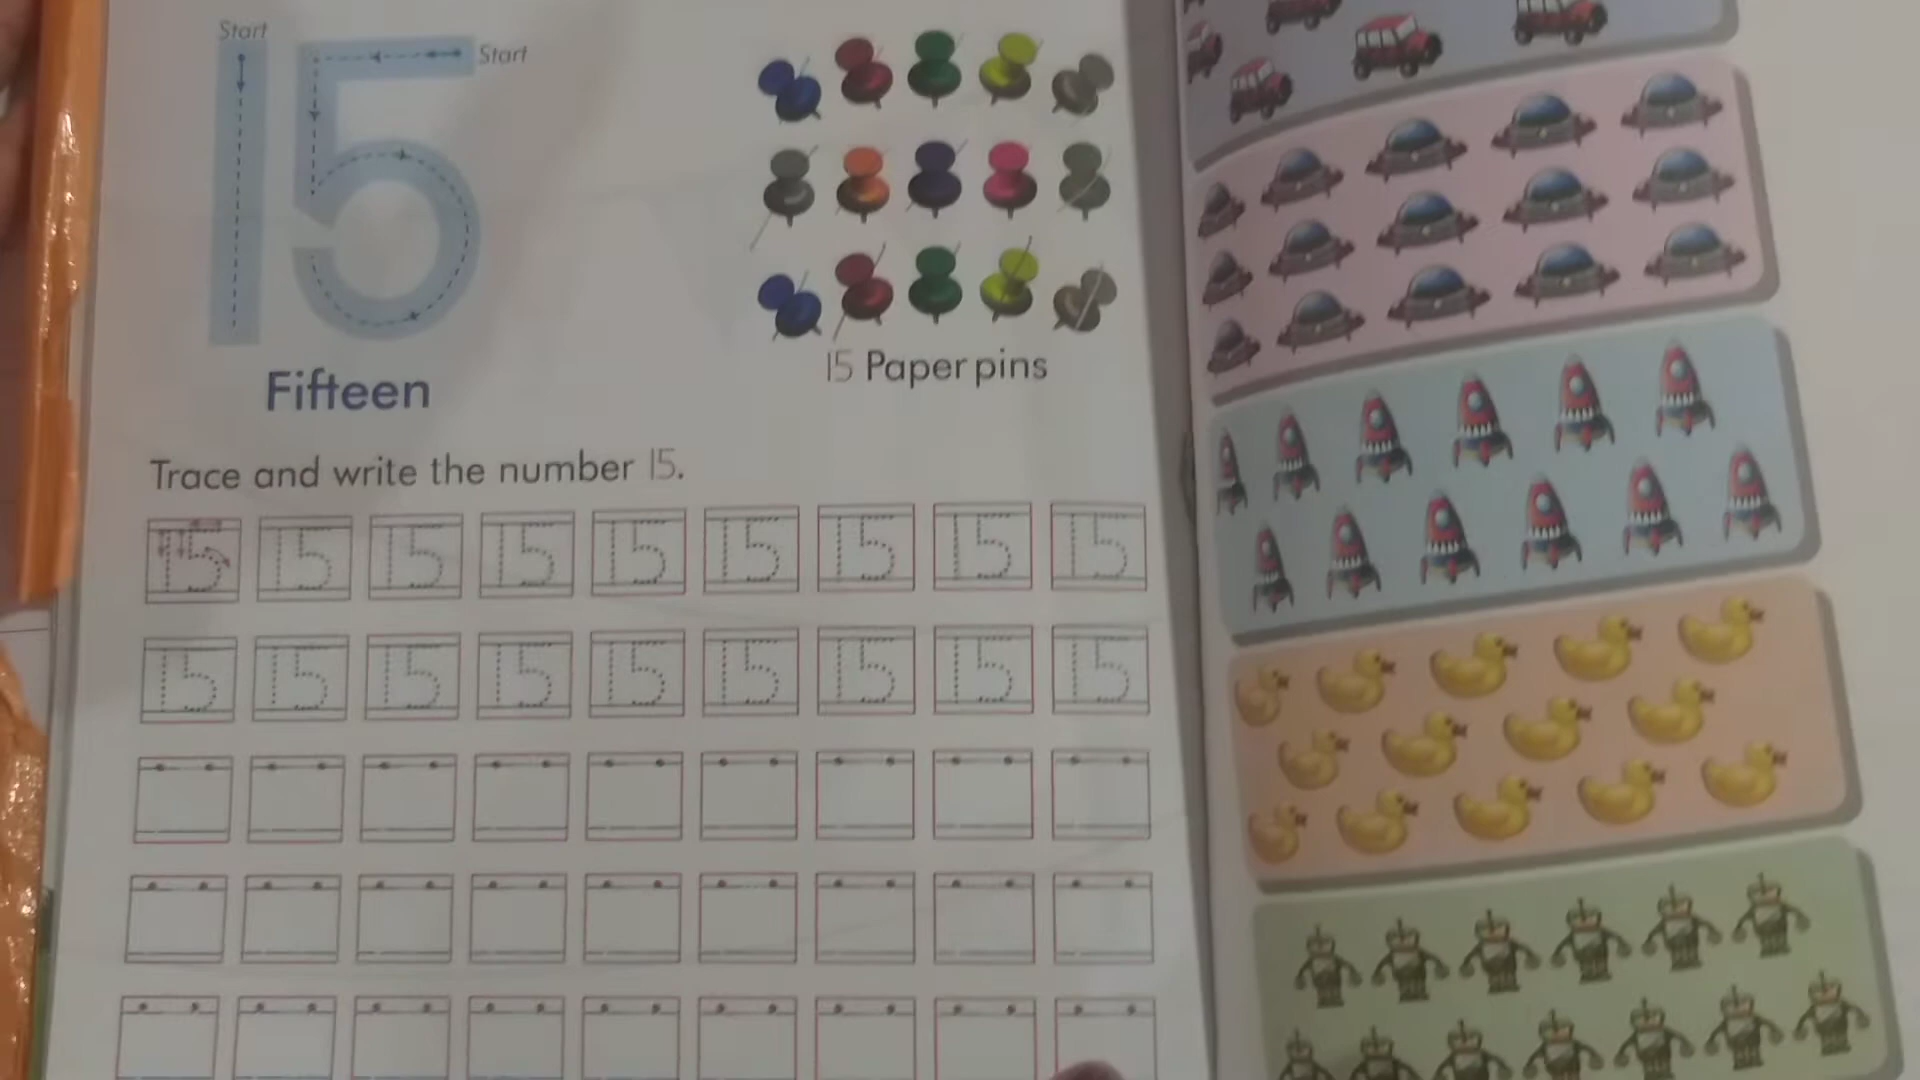 Start
15 Start
Fifteen
15 Paper pins
Trace and write the number 15.
15 15 15 15 15 15 15 15 15
15 15 15 15 15 15 15 15 15